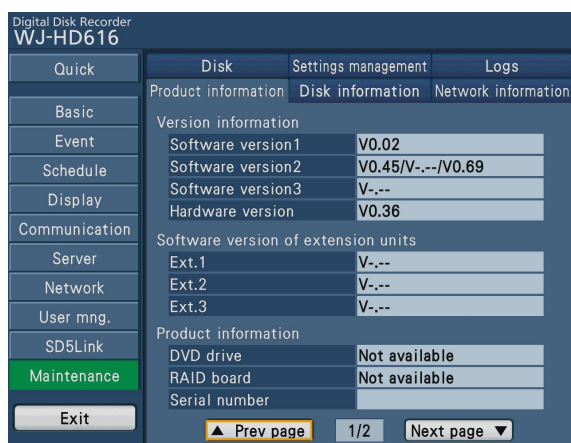 Digital Disk Recorder
WJ-HD616
Quick
Basic
Event
Schedule
Display
Communication
Server
Network
User mng.
SD5Link
Maintenance
Exit
Disk Settings management Logs
Product information Disk information Network information
Version information
Software version1 V0.02
Software version2 V0.45/V-.--/V0.69
Software version3 V-.--
Hardware version V0.36
Software version of extension units
Ext.1 V-.--
Ext.2 V-.--
Ext.3 V-.--
Product information
DVD drive Not available
RAID board Not available
Serial number
▲ Prev page 1/2 Next page ▼